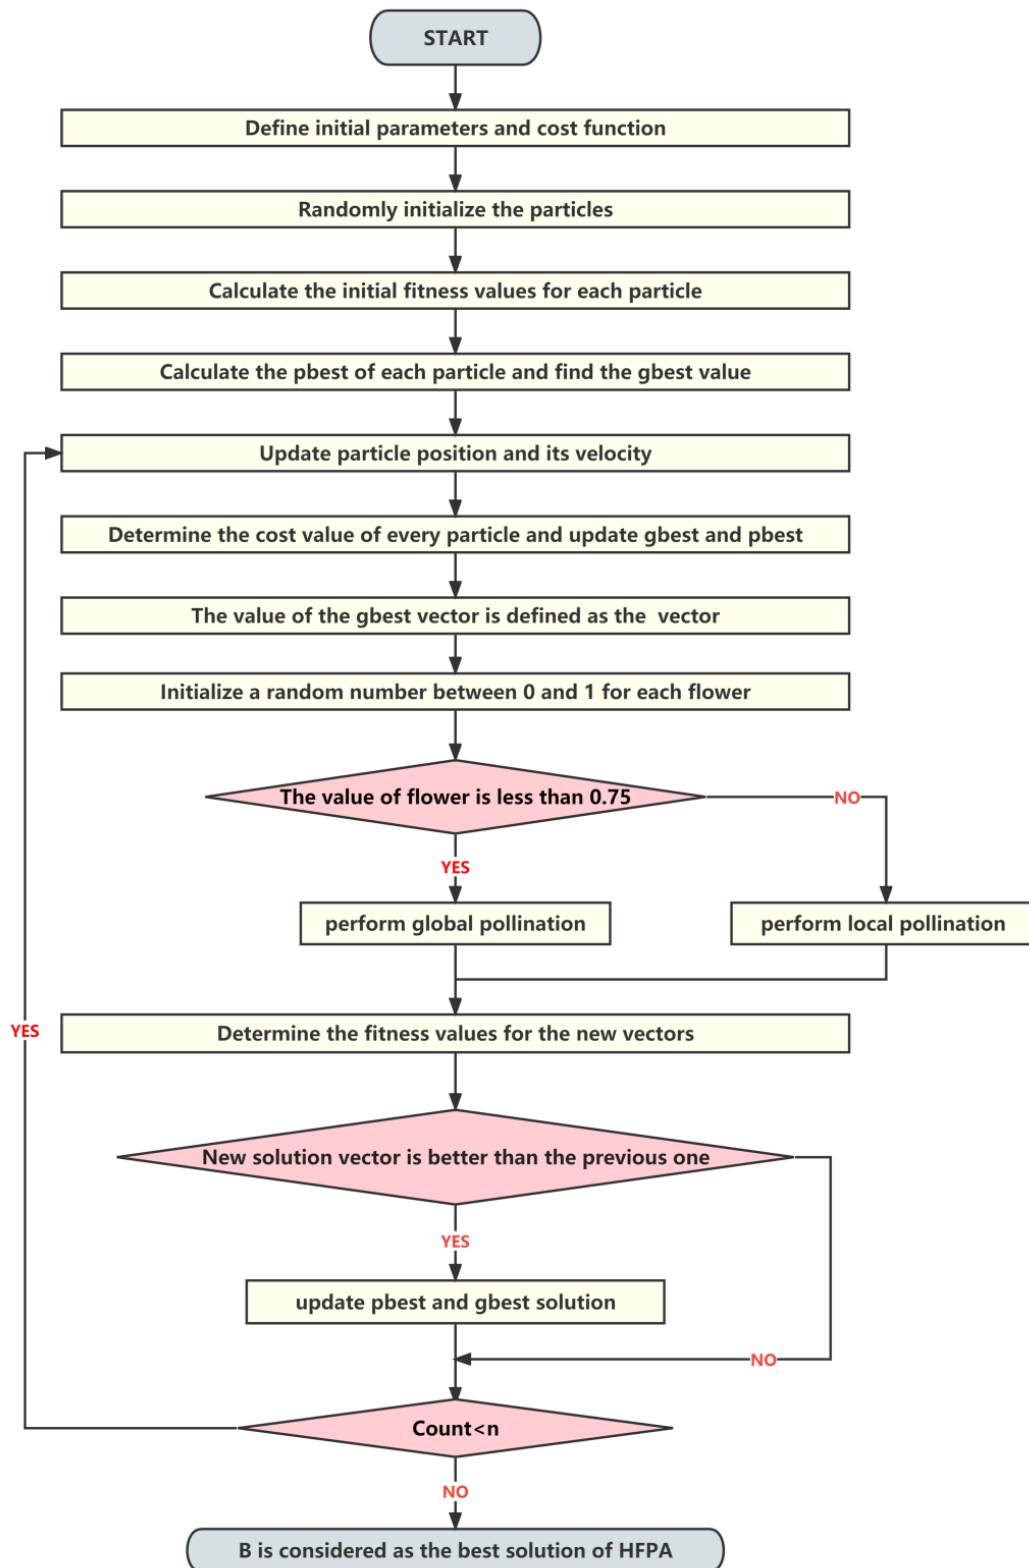 START
Define initial parameters and cost function
Randomly initialize the particles
Calculate the initial fitness values for each particle
Calculate the pbest of each particle and find the gbest value
Update particle position and its velocity
Determine the cost value of every particle and update gbest and pbest
The value of the gbest vector is defined as the  vector
Initialize a random number between 0 and 1 for each flower
The value of flower is less than 0.75
NO
YES
perform global pollination
perform local pollination
YES
Determine the fitness values for the new vectors
New solution vector is better than the previous one
YES
update pbest and gbest solution
NO
Count<n
NO
B is considered as the best solution of HFPA